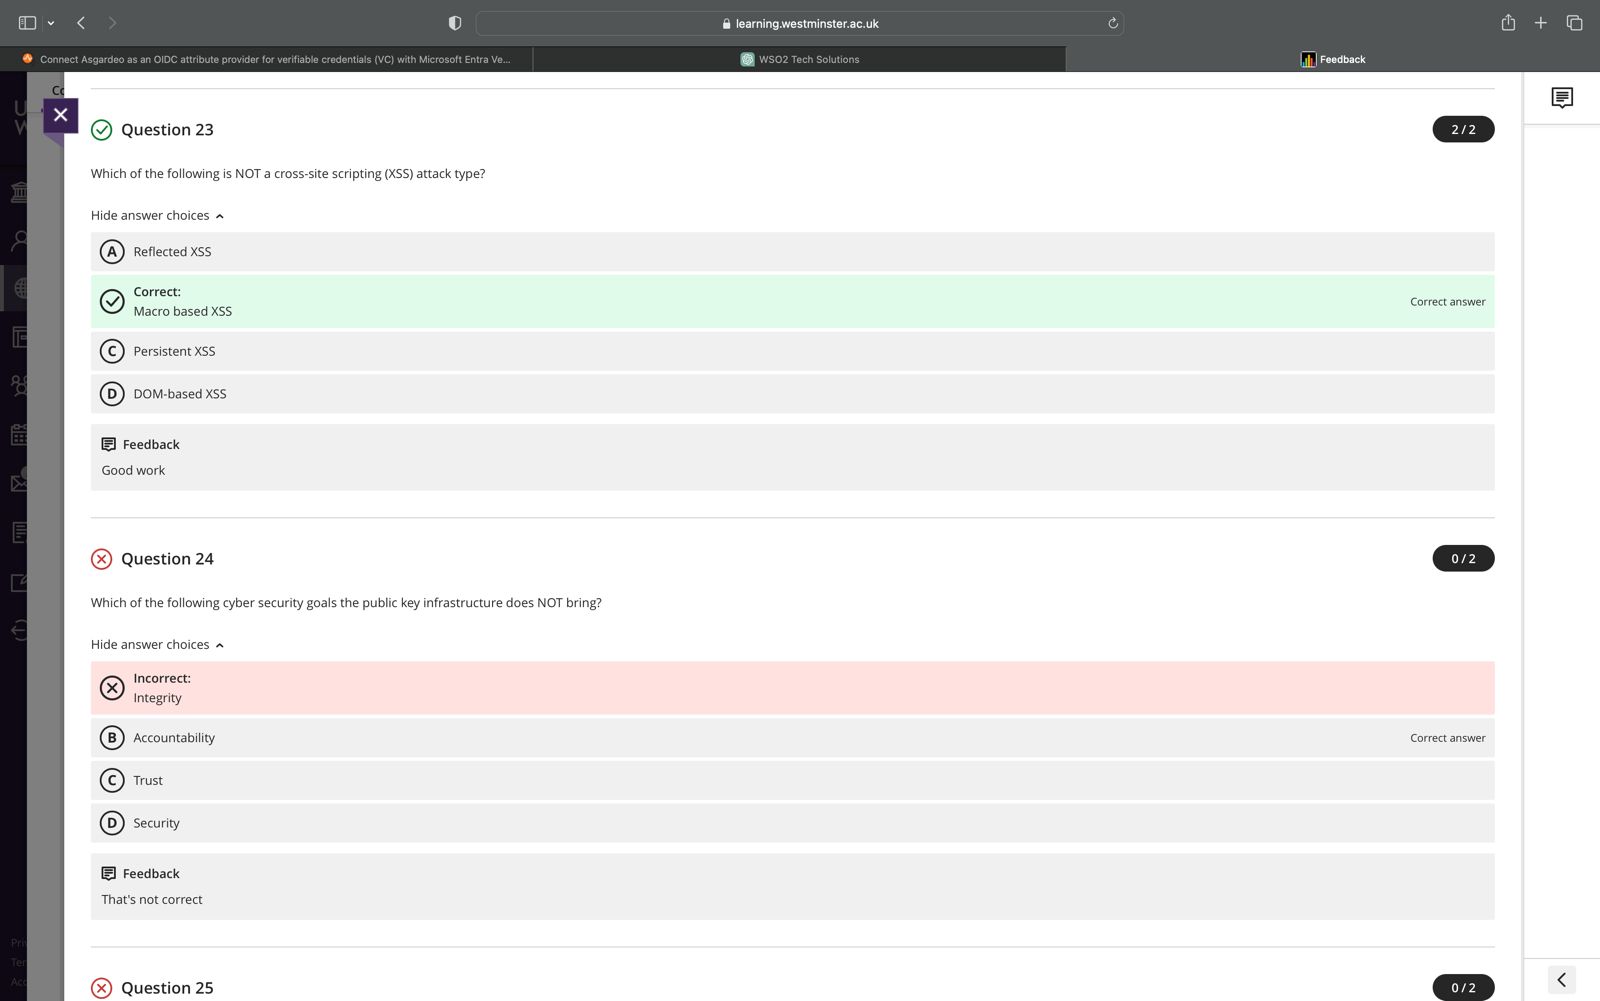 learning.westminster.ac.uk
Connect Asgardeo as an OIDC attribute provider for verifiable credentials (VC) with Microsoft Entra Ve...
WSO2 Tech Solutions
Feedback
Question 23
2 / 2
Which of the following is NOT a cross-site scripting (XSS) attack type?
Hide answer choices
A Reflected XSS
Correct:
Macro based XSS
Correct answer
C Persistent XSS
D DOM-based XSS
Feedback
Good work
Question 24
0 / 2
Which of the following cyber security goals the public key infrastructure does NOT bring?
Hide answer choices
Incorrect:
Integrity
B Accountability
Correct answer
C Trust
D Security
Feedback
That's not correct
Question 25
0 / 2